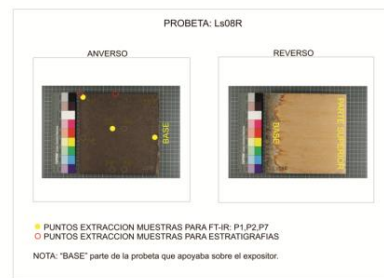 PROBETA: Ls08R
ANVERSO
REVERSO
BASE
BASE
● PUNTOS EXTRACCION MUESTRAS PARA FT-IR: P1,P2,P7
○ PUNTOS EXTRACCION MUESTRAS PARA ESTRATIGRAFIAS
NOTA: “BASE” parte de la probeta que apoyaba sobre el expositor.